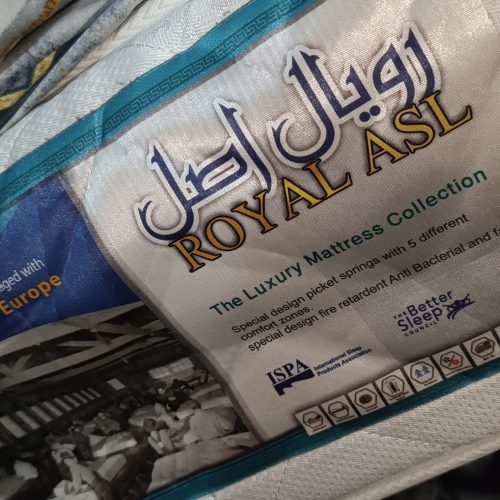 رويال اصل
ROYAL ASL
The Luxury Mattress Collection
Special design picket springs with 5 different
comfort zones.
special design fire retardent Anti Bacterial and
aged with
Europe
ISPA
International Sleep
Products Association
THE Better
Sleep
COUNCIL